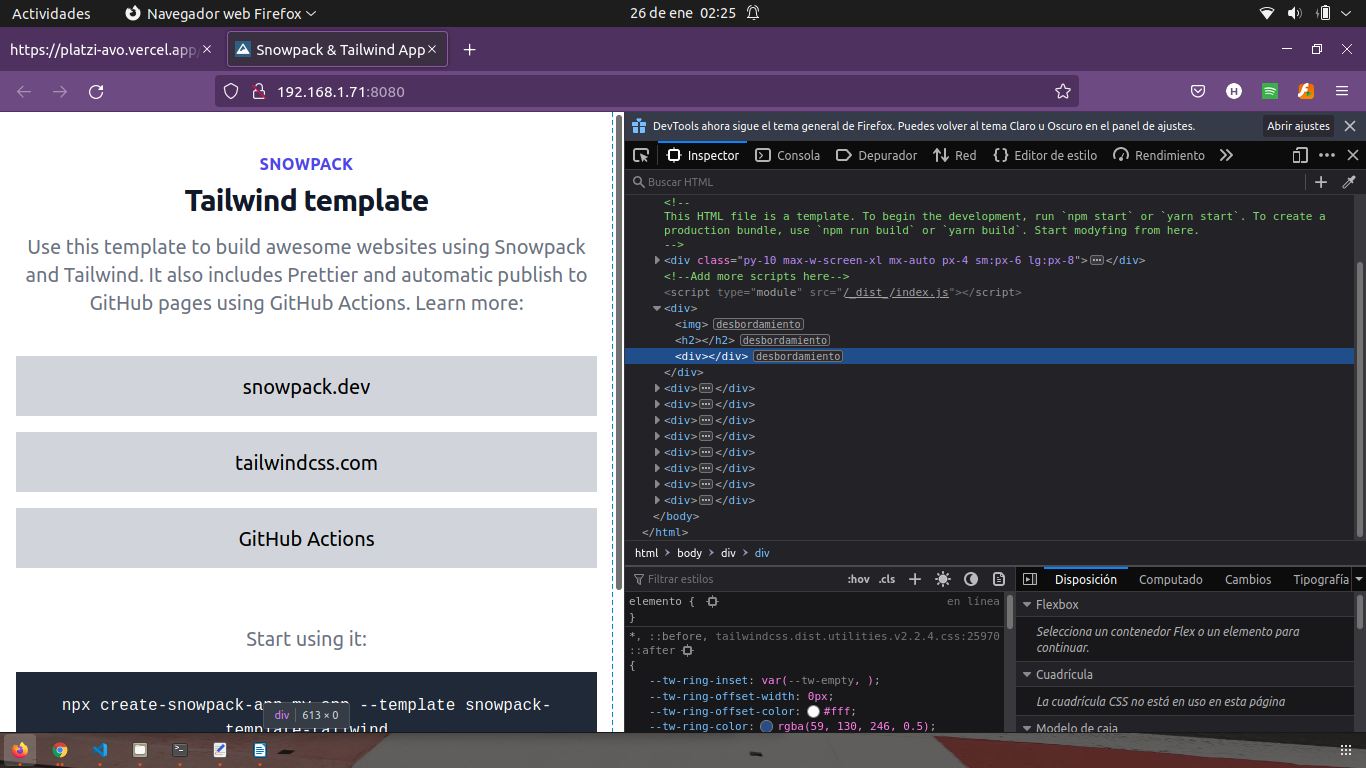 Actividades
Navegador web Firefox
26 de ene 02:25
https://platzi-avo.vercel.app/
Snowpack & Tailwind App
192.168.1.71:8080
SNOWPACK
Tailwind template
Use this template to build awesome websites using Snowpack
and Tailwind. It also includes Prettier and automatic publish to
GitHub pages using GitHub Actions. Learn more:
snowpack.dev
tailwindcss.com
GitHub Actions
Start using it:
npx create-snowpack-app my-app --template snowpack-
template-tailwind
div 613 × 0
DevTools ahora sigue el tema general de Firefox. Puedes volver al tema Claro u Oscuro en el panel de ajustes.
Abrir ajustes
Inspector
Consola
Depurador
Red
Editor de estilo
Rendimiento
Buscar HTML
<!--
This HTML file is a template. To begin the development, run `npm start` or `yarn start`. To create a
production bundle, use `npm run build` or `yarn build`. Start modyfing from here.
-->
<div class="py-10 max-w-screen-xl mx-auto px-4 sm:px-6 lg:px-8"></div>
<!--Add more scripts here-->
<script type="module" src="/_dist_/index.js"></script>
<div>
<img> desbordamiento
<h2></h2> desbordamiento
<div></div> desbordamiento
</div>
<div></div>
<div></div>
<div></div>
<div></div>
<div></div>
<div></div>
<div></div>
<div></div>
</body>
</html>
html body div div
Filtrar estilos
:hov .cls
elemento {
en línea
}
*, ::before, tailwindcss.dist.utilities.v2.2.4.css:25970
::after
{
--tw-ring-inset: var(--tw-empty, );
--tw-ring-offset-width: 0px;
--tw-ring-offset-color: #fff;
--tw-ring-color: rgba(59, 130, 246, 0.5);
Disposición
Computado
Cambios
Tipografía
Flexbox
Selecciona un contenedor Flex o un elemento para
continuar.
Cuadrícula
La cuadrícula CSS no está en uso en esta página
Modelo de caja